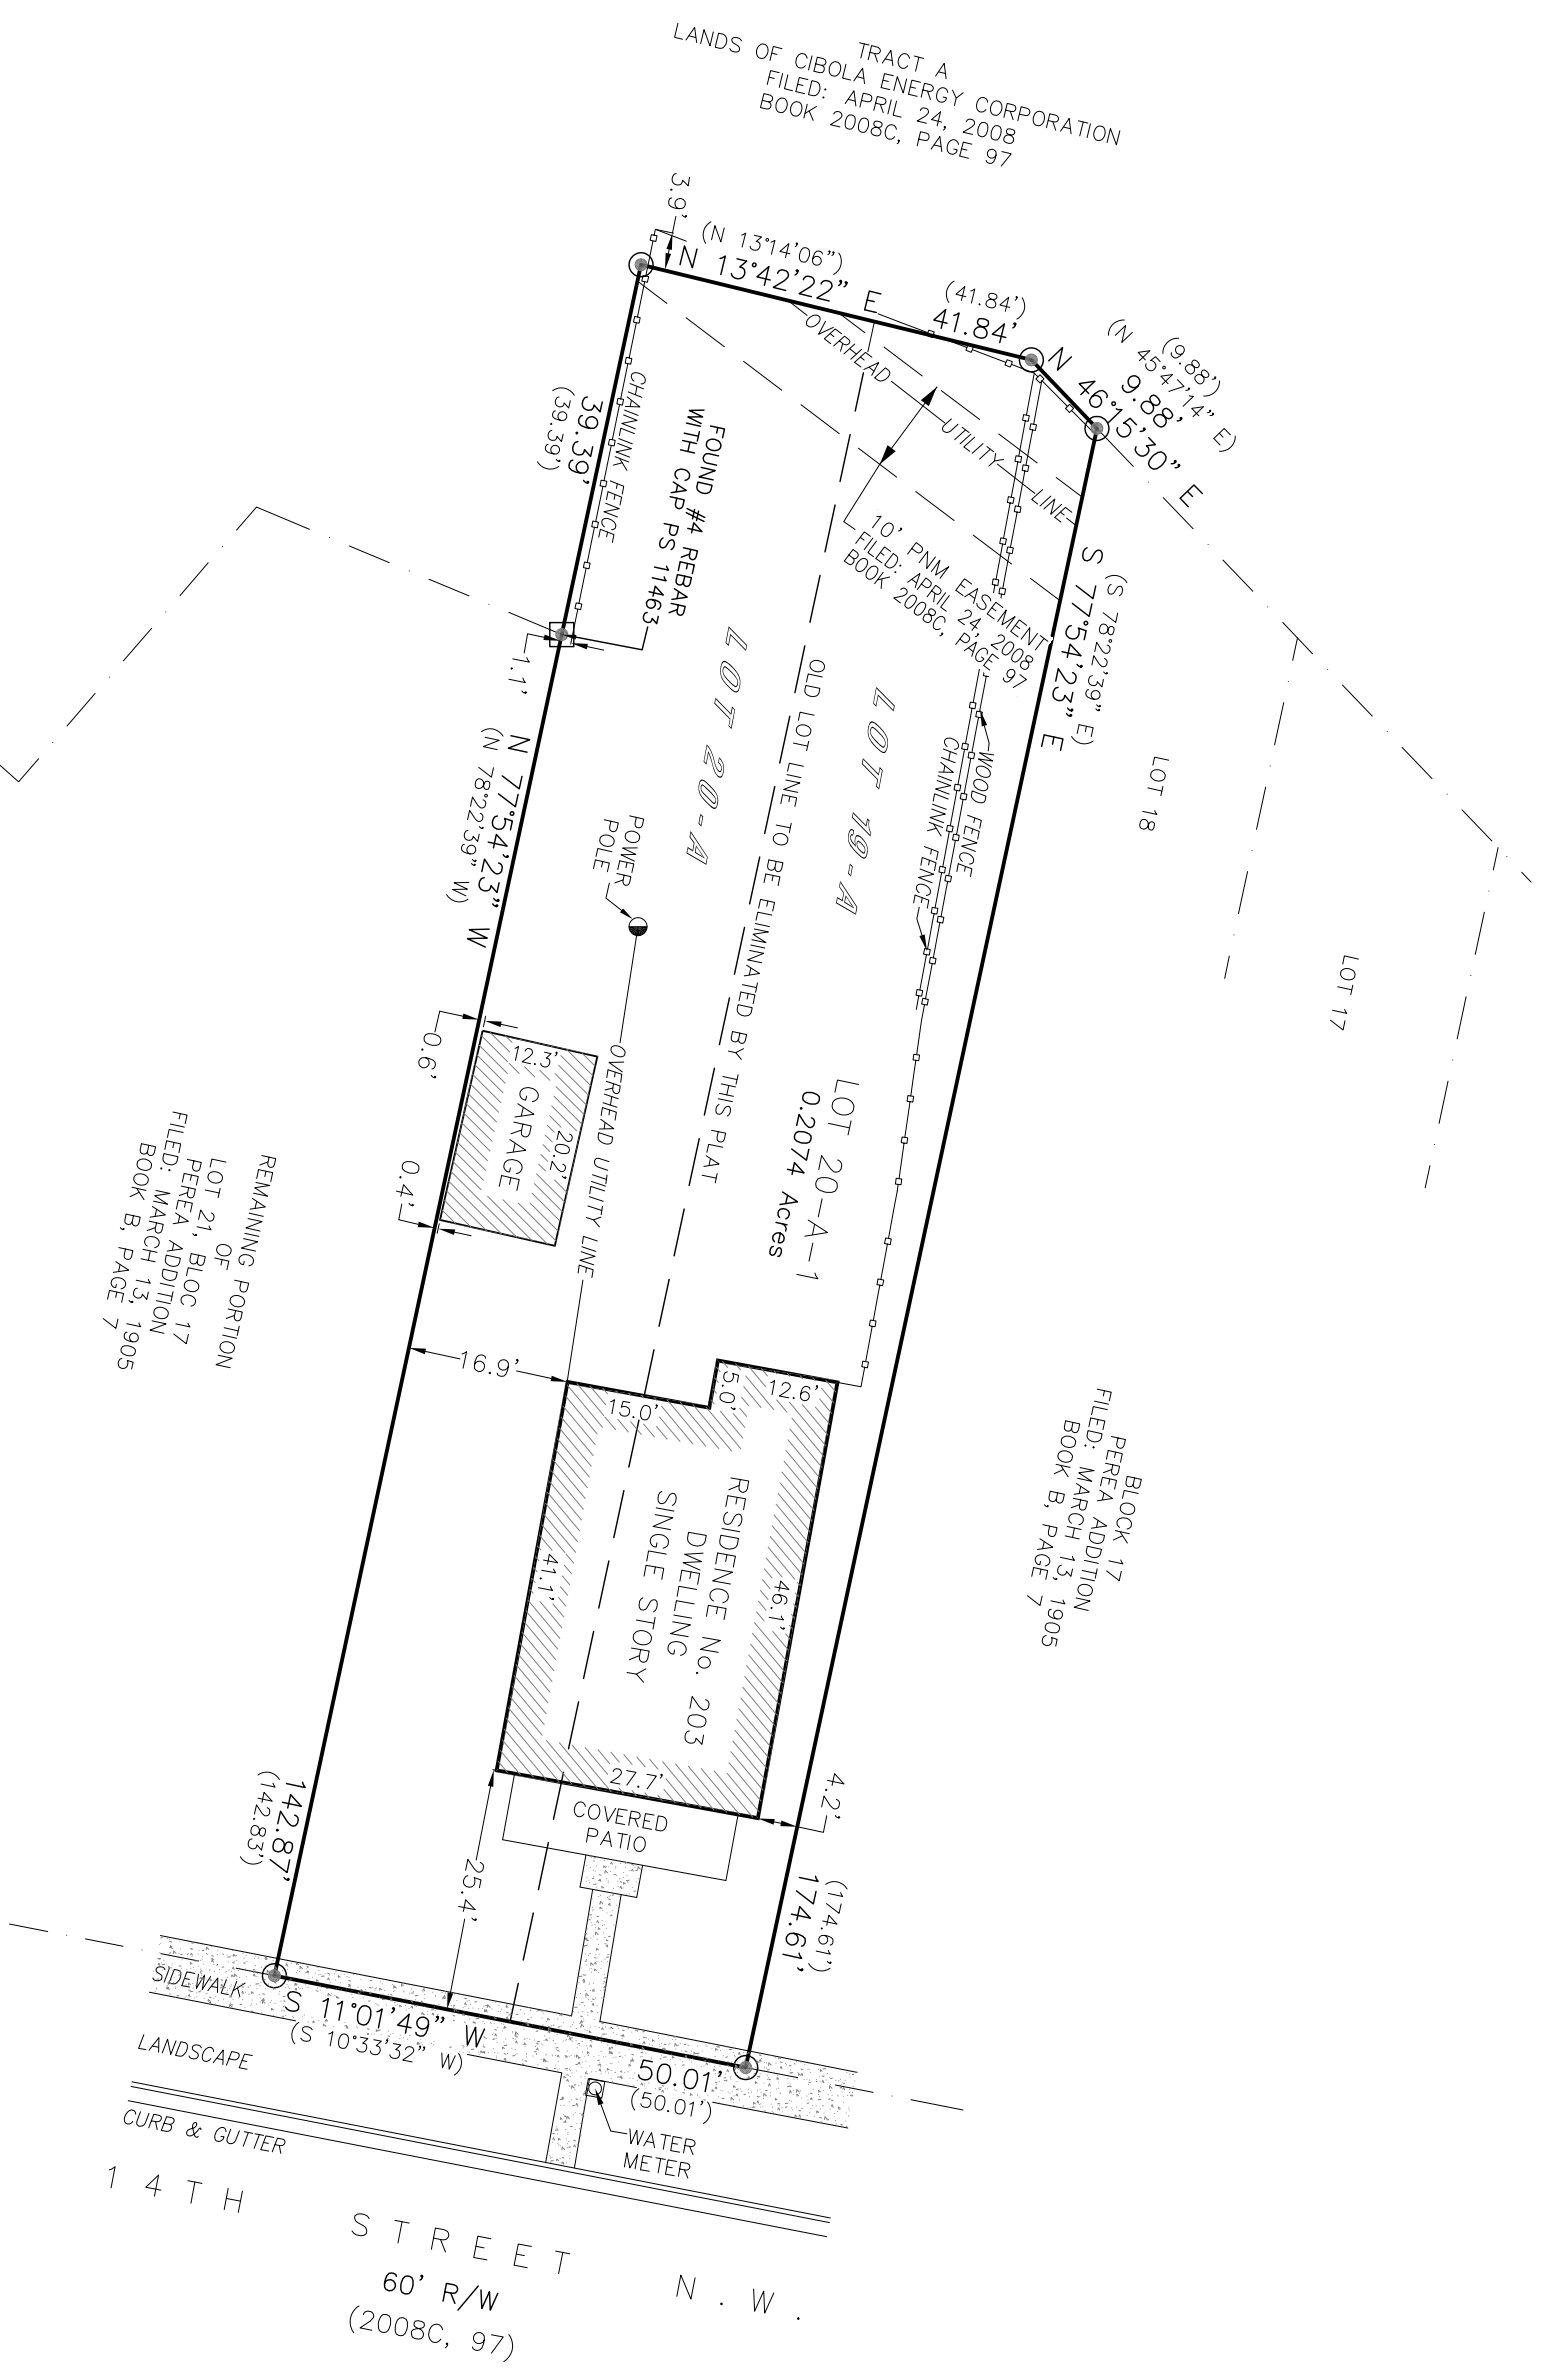 TRACT A
LANDS OF CIBOLA ENERGY CORPORATION
FILED: APRIL 24, 2008
BOOK 2008C, PAGE 97
3.9'
(N 13°14'06")
N 13°42'22" E
(41.84')
41.84'
(9.88')
(N 45°47'14" E)
9.88'
N 46°15'30" E
OVERHEAD UTILITY LINE
CHAINLINK FENCE
39.39'
(39.39')
FOUND #4 REBAR
WITH CAP PS 11463
10' PNM EASEMENT
FILED: APRIL 24, 2008
BOOK 2008C, PAGE 97
(S 78°22'39" E)
S 77°54'23" E
1.1'
LOT 20-A
OLD LOT LINE TO BE ELIMINATED BY THIS PLAT
LOT 19-A
WOOD FENCE
CHAINLINK FENCE
LOT 18
LOT 17
N 77°54'23" W
(N 78°22'39" W)
POWER
POLE
0.6'
12.3'
GARAGE
20.2'
0.4'
OVERHEAD UTILITY LINE
LOT 20-A-1
0.2074 Acres
REMAINING PORTION
OF
LOT 21, BLOC 17
PEREA ADDITION
FILED: MARCH 13, 1905
BOOK B, PAGE 7
16.9'
15.0'
5.0'
12.6'
BLOCK 17
PEREA ADDITION
FILED: MARCH 13, 1905
BOOK B, PAGE 7
RESIDENCE No. 203
DWELLING
SINGLE STORY
41.1'
46.1'
27.7'
4.2'
COVERED
PATIO
25.4'
142.87'
(142.83')
(174.61')
174.61'
SIDEWALK
S 11°01'49" W
(S 10°33'32" W)
50.01'
(50.01')
LANDSCAPE
CURB & GUTTER
WATER
METER
14TH STREET N.W.
60' R/W
(2008C, 97)